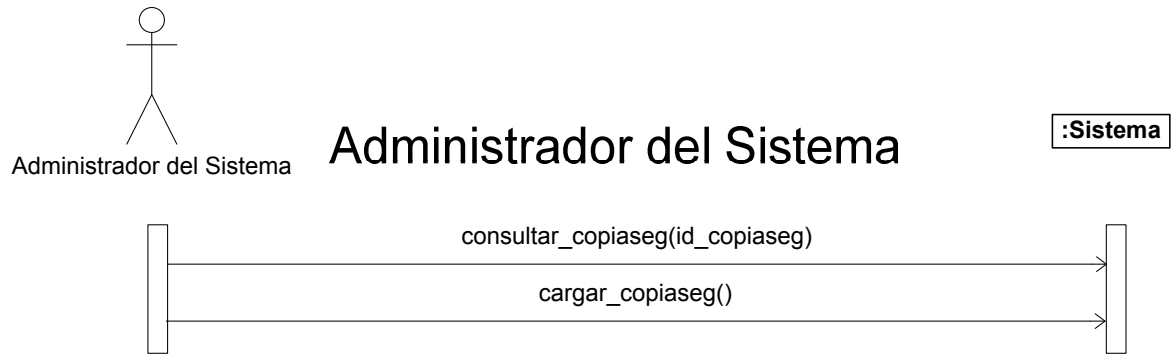 Administrador del Sistema
Administrador del Sistema
:Sistema
consultar_copiaseg(id_copiaseg)
cargar_copiaseg()